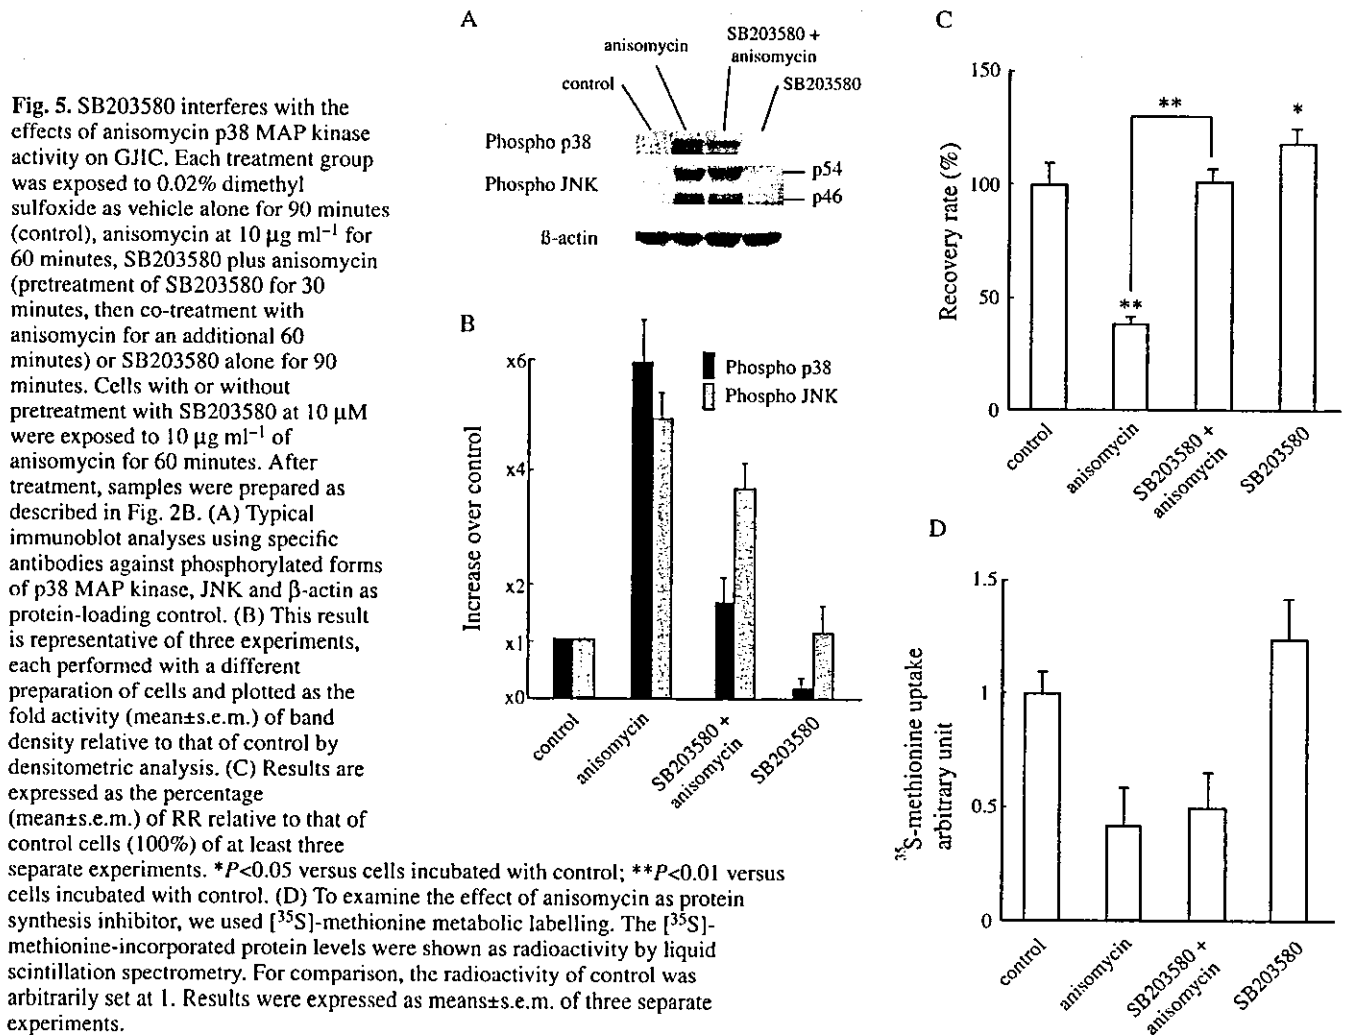 Fig. 5. SB203580 interferes with the
effects of anisomycin p38 MAP kinase
activity on GJIC. Each treatment group
was exposed to 0.02% dimethyl
sulfoxide as vehicle alone for 90 minutes
(control), anisomycin at 10 µg ml⁻¹ for
60 minutes, SB203580 plus anisomycin
(pretreatment of SB203580 for 30
minutes, then co-treatment with
anisomycin for an additional 60
minutes) or SB203580 alone for 90
minutes. Cells with or without
pretreatment with SB203580 at 10 µM
were exposed to 10 µg ml⁻¹ of
anisomycin for 60 minutes. After
treatment, samples were prepared as
described in Fig. 2B. (A) Typical
immunoblot analyses using specific
antibodies against phosphorylated forms
of p38 MAP kinase, JNK and β-actin as
protein-loading control. (B) This result
is representative of three experiments,
each performed with a different
preparation of cells and plotted as the
fold activity (mean±s.e.m.) of band
density relative to that of control by
densitometric analysis. (C) Results are
expressed as the percentage
(mean±s.e.m.) of RR relative to that of
control cells (100%) of at least three
separate experiments. *P<0.05 versus cells incubated with control; **P<0.01 versus
cells incubated with control. (D) To examine the effect of anisomycin as protein
synthesis inhibitor, we used [³⁵S]-methionine metabolic labelling. The [³⁵S]-
methionine-incorporated protein levels were shown as radioactivity by liquid
scintillation spectrometry. For comparison, the radioactivity of control was
arbitrarily set at 1. Results were expressed as means±s.e.m. of three separate
experiments.
A
control
anisomycin
SB203580 +
anisomycin
SB203580
Phospho p38
Phospho JNK
p54
p46
ß-actin
B
Increase over control
x6
x4
x2
x1
x0
Phospho p38
Phospho JNK
control
anisomycin
SB203580 +
anisomycin
SB203580
C
Recovery rate (%)
150
100
50
0
**
**
*
control
anisomycin
SB203580 +
anisomycin
SB203580
D
³⁵S-methionine uptake
arbitrary unit
1.5
1
0.5
0
control
anisomycin
SB203580 +
anisomycin
SB203580